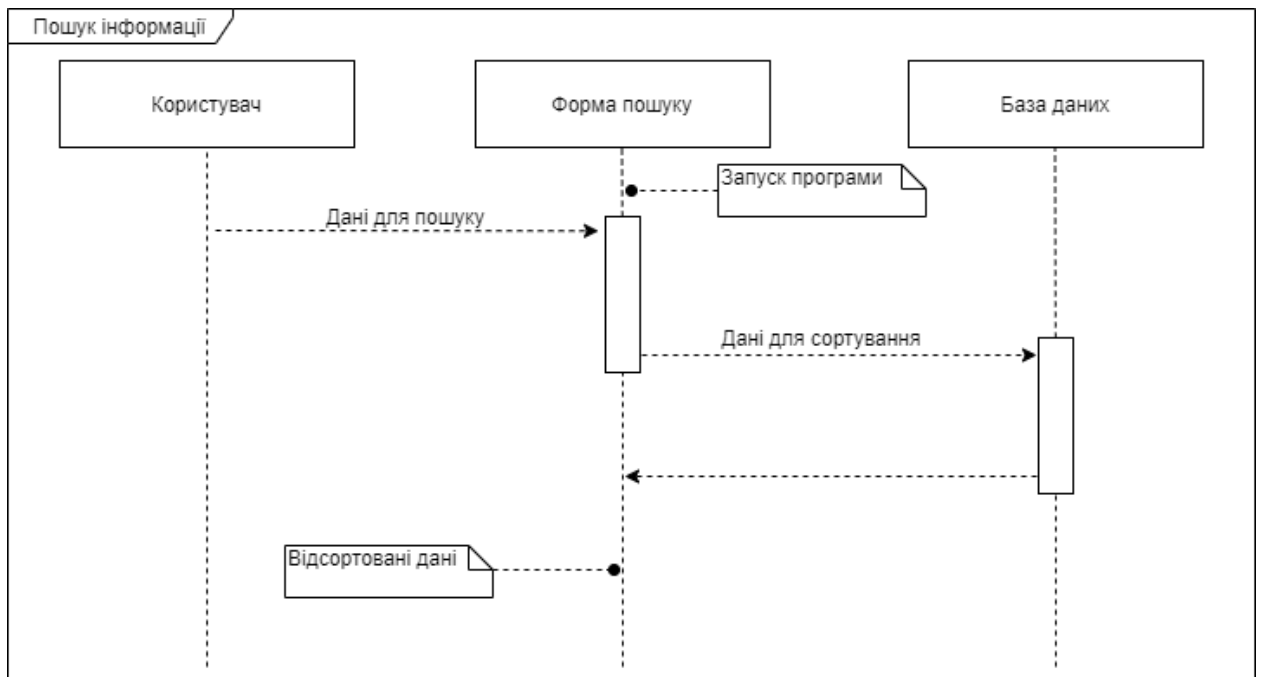 Пошук інформації
Користувач
Форма пошуку
База даних
Запуск програми
Дані для пошуку
Дані для сортування
Відсортовані дані